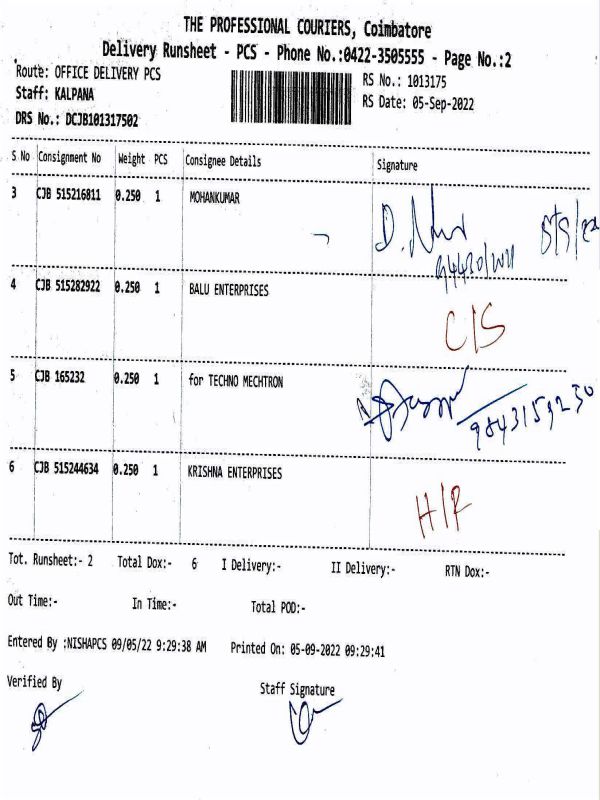 THE PROFESSIONAL COURIERS, Coimbatore
Delivery Runsheet - PCS - Phone No.:0422-3505555 - Page No.:2
Route: OFFICE DELIVERY PCS RS No.: 1013175
Staff: KALPANA RS Date: 05-Sep-2022
DRS No.: DCJB101317502
S No Consignment No Weight PCS Consignee Details Signature
3 CJB 515216811 0.250 1 MOHANKUMAR
4 CJB 515282922 0.250 1 BALU ENTERPRISES C/S
5 CJB 165232 0.250 1 for TECHNO MECHTRON 9843159230
6 CJB 515244634 0.250 1 KRISHNA ENTERPRISES
Tot. Runsheet:- 2 Total Dox:- 6 I Delivery:- II Delivery:- RTN Dox:-
Out Time:- In Time:- Total POD:-
Entered By :NISHAPCS 09/05/22 9:29:38 AM Printed On: 05-09-2022 09:29:41
Verified By Staff Signature